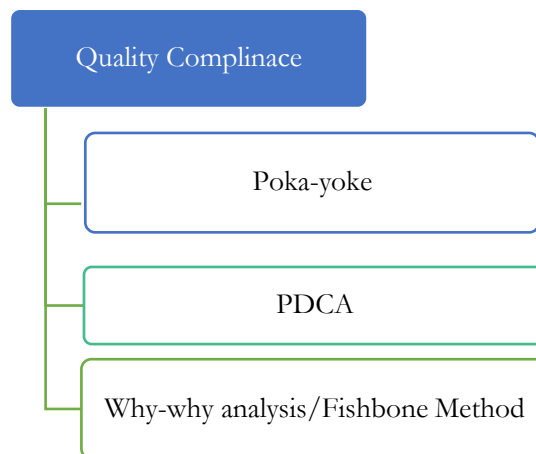 Quality Complinace
Poka-yoke
PDCA
Why-why analysis/Fishbone Method